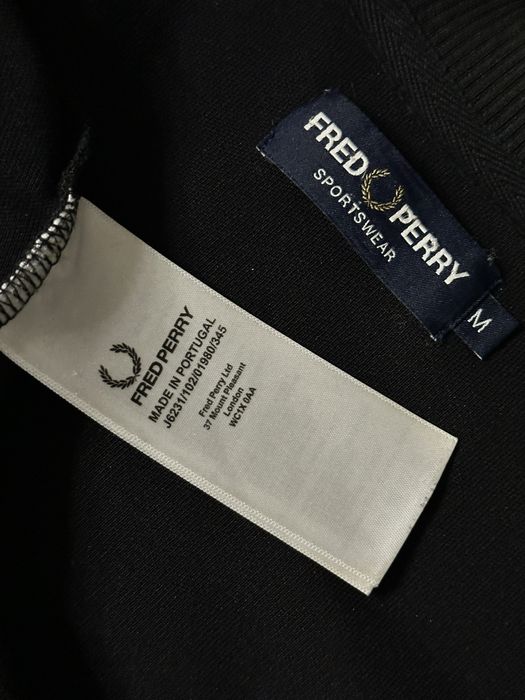 FRED PERRY
SPORTSWEAR
M
FRED PERRY
MADE IN PORTUGAL
J6231/102/01980/345
Fred Perry Ltd
37 Mount Pleasant
London
WC1X 0AA